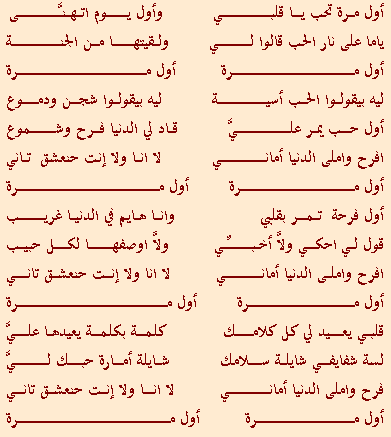 أول مرة تحب يا قلبي وأول يوم اتهنَّى
ياما على نار الحب قالوا لي ولقيتها من الجنة
أول مرة أول مرة
ليه بيقولوا الحب أسية ليه بيقولوا شجن ودموع
أول حب يمر عليَّ قاد لي الدنيا فرح وشموع
افرح واملى الدنيا أماني لا انا ولا إنت حنعشق تاني
أول مرة أول مرة
أول فرحة تمر بقلبي وانا هايم في الدنيا غريب
قول لي احكي ولاَّ أخبِّي ولاَّ اوصفها لكل حبيب
افرح واملى الدنيا أماني لا انا ولا إنت حنعشق تاني
أول مرة أول مرة
قلبي يعيد لي كل كلامك كلمة بكلمة يعيدها عليَّ
لسة شفايفي شايلة سلامك شايلة أمارة حبك ليَّ
فرح واملى الدنيا أماني لا انا ولا إنت حنعشق تاني
أول مرة أول مرة